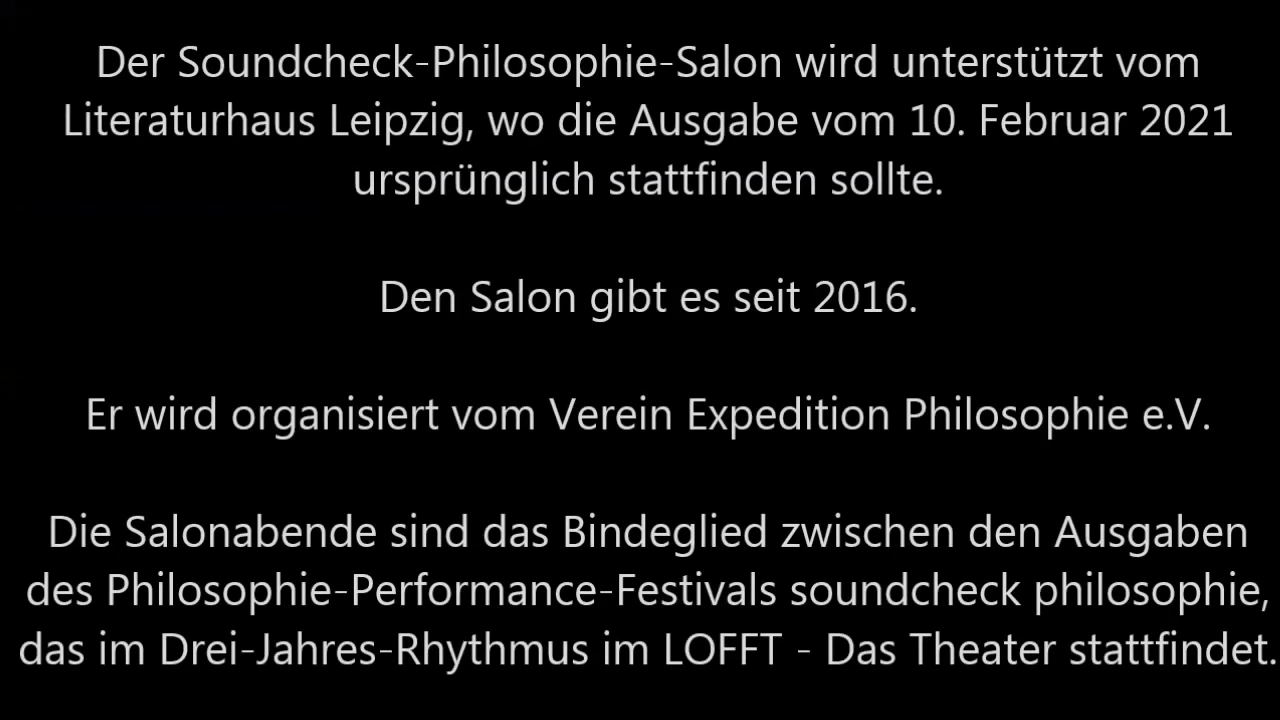 Der Soundcheck-Philosophie-Salon wird unterstützt vom
Literaturhaus Leipzig, wo die Ausgabe vom 10. Februar 2021
ursprünglich stattfinden sollte.
Den Salon gibt es seit 2016.
Er wird organisiert vom Verein Expedition Philosophie e.V.
Die Salonabende sind das Bindeglied zwischen den Ausgaben
des Philosophie-Performance-Festivals soundcheck philosophie,
das im Drei-Jahres-Rhythmus im LOFFT - Das Theater stattfindet.